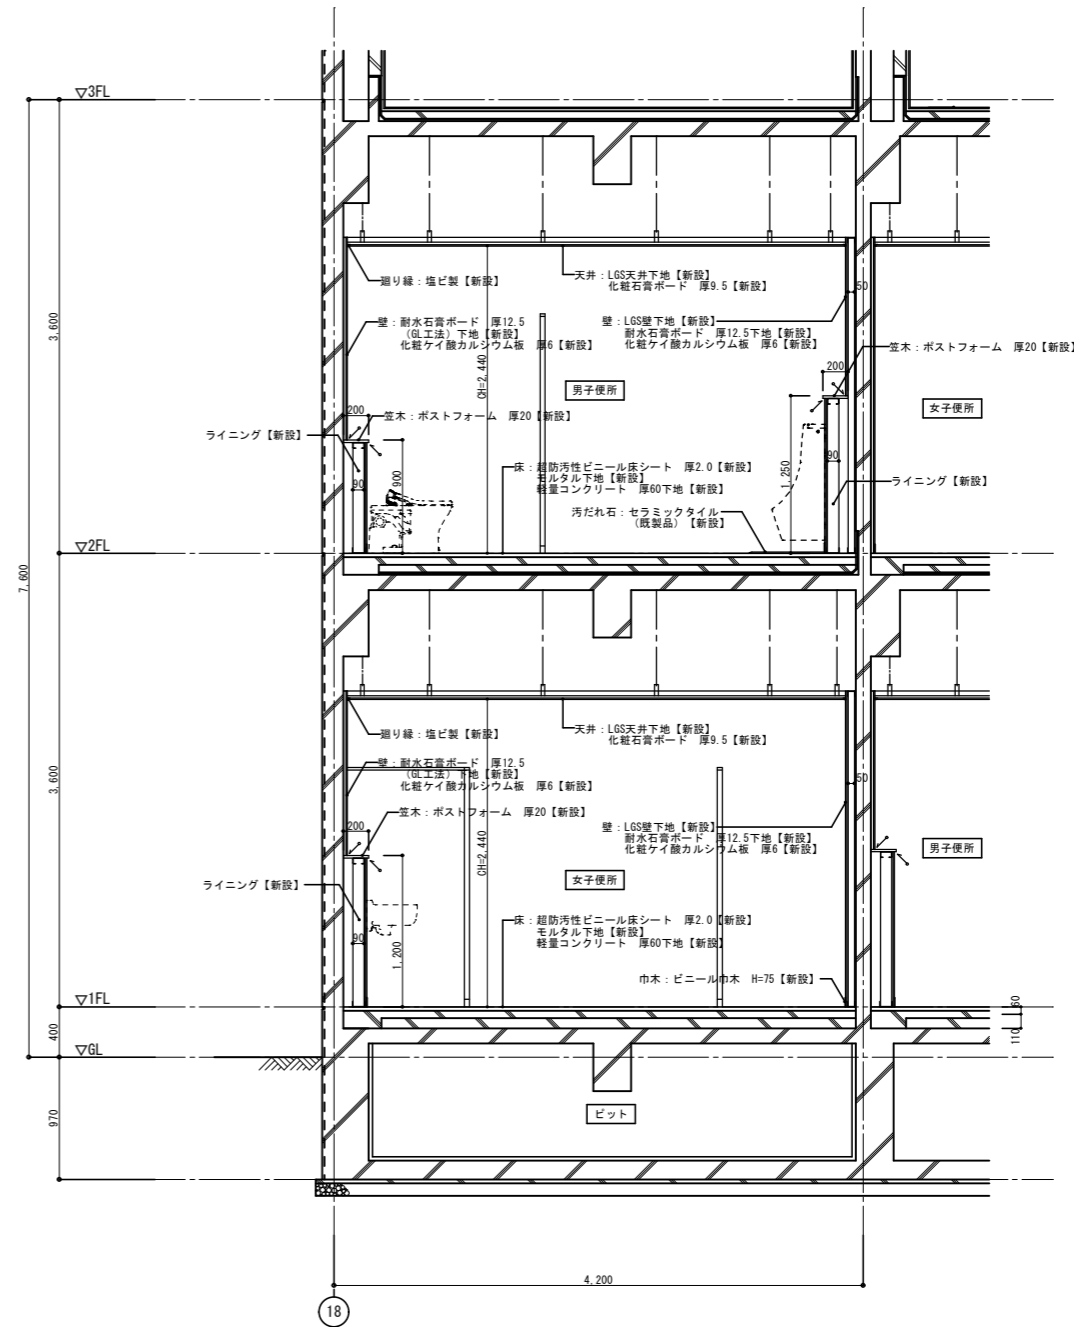 ▽3FL
廻り縁：塩ビ製【新設】
天井：LGS天井下地【新設】
化粧石膏ボード　厚9.5【新設】
50
壁：耐水石膏ボード　厚12.5
（GL工法）下地【新設】
化粧ケイ酸カルシウム板　厚6【新設】
壁：LGS壁下地【新設】
耐水石膏ボード　厚12.5下地【新設】
化粧ケイ酸カルシウム板　厚6【新設】
笠木：ポストフォーム　厚20【新設】
3,600
CH=2,440
200
男子便所
女子便所
200
笠木：ポストフォーム　厚20【新設】
ライニング【新設】
床：超防汚性ビニール床シート　厚2.0【新設】
モルタル下地【新設】
軽量コンクリート　厚60下地【新設】
900
90
1,250
90
ライニング【新設】
汚だれ石：セラミックタイル
（既製品）【新設】
▽2FL
7,600
廻り縁：塩ビ製【新設】
天井：LGS天井下地【新設】
化粧石膏ボード　厚9.5【新設】
50
壁：耐水石膏ボード　厚12.5
（GL工法）下地【新設】
化粧ケイ酸カルシウム板　厚6【新設】
3,600
笠木：ポストフォーム　厚20【新設】
200
壁：LGS壁下地【新設】
耐水石膏ボード　厚12.5下地【新設】
化粧ケイ酸カルシウム板　厚6【新設】
CH=2,440
男子便所
女子便所
ライニング【新設】
床：超防汚性ビニール床シート　厚2.0【新設】
モルタル下地【新設】
軽量コンクリート　厚60下地【新設】
90
1,200
巾木：ビニール巾木　H=75【新設】
▽1FL
60
110
400
▽GL
970
ピット
4,200
18